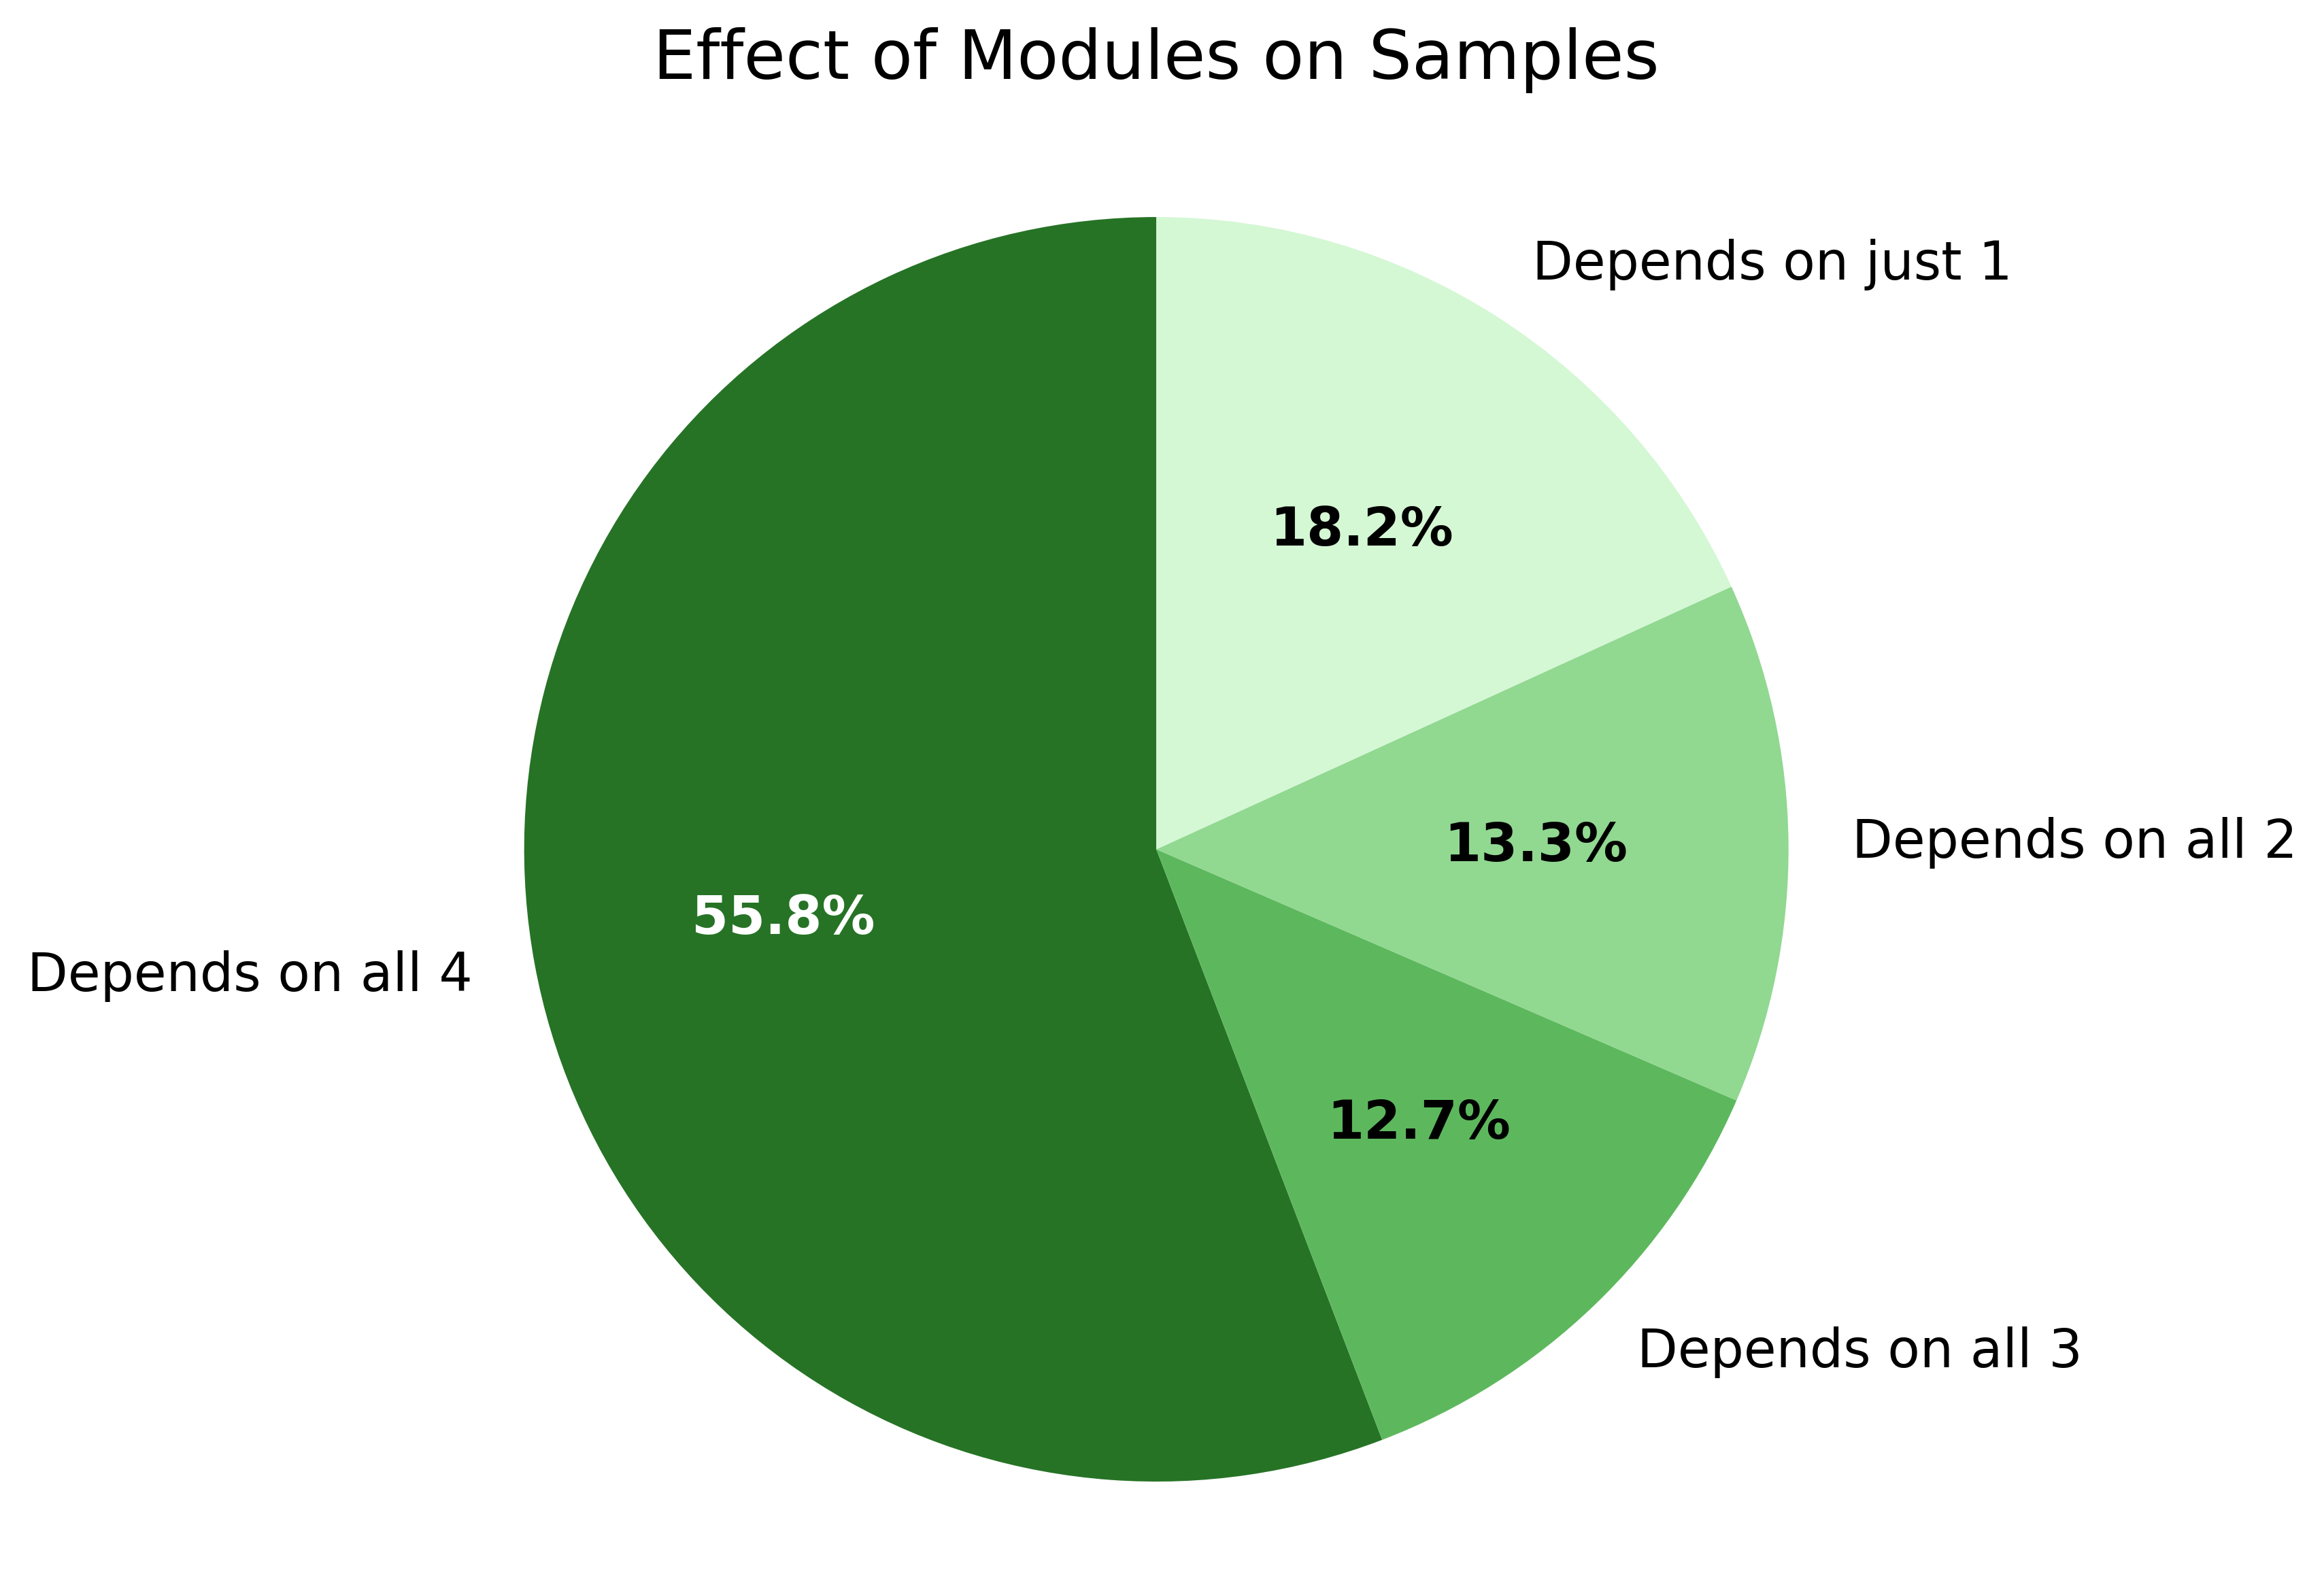 Effect of Modules on Samples
Depends on just 1
18.2%
13.3%
Depends on all 2
55.8%
Depends on all 4
12.7%
Depends on all 3